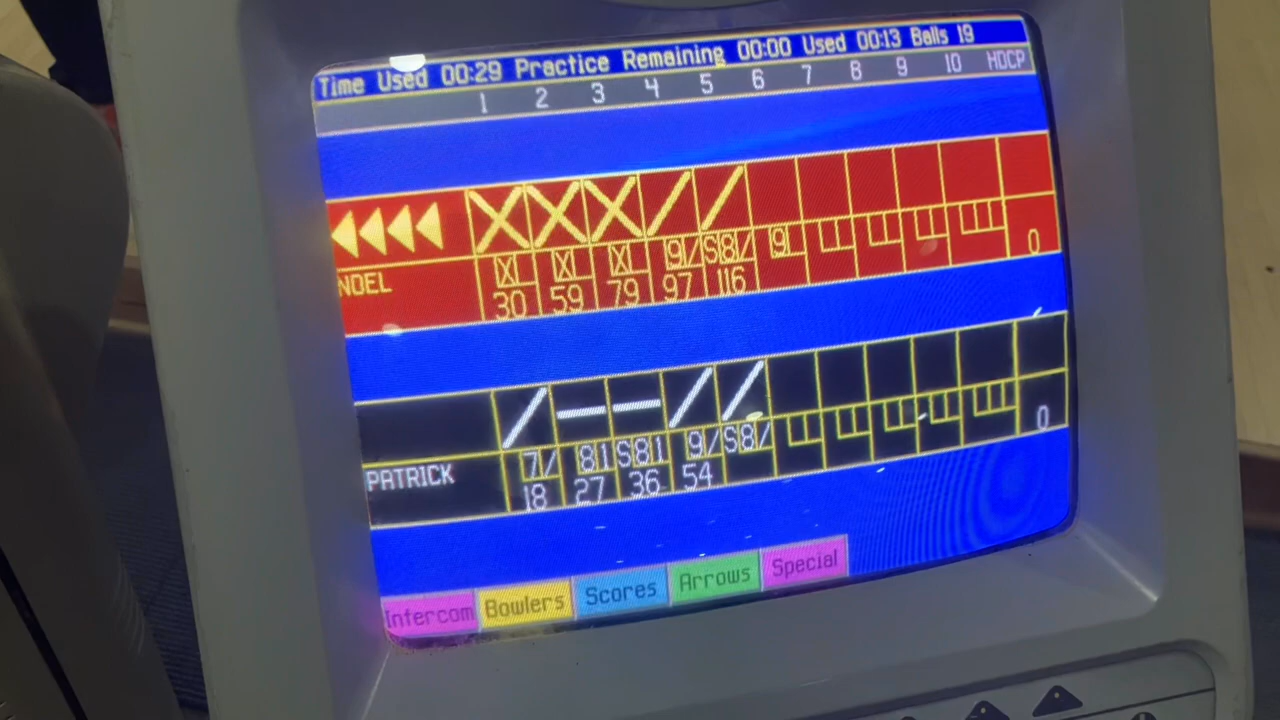 Time Used 00:29 Practice Remaining 00:00 Used 00:13 Balls 19
1 2 3 4 5 6 7 8 9 10 HDCP
X X X / /
X X X 9/ S8/ 9 0
NOEL 30 59 79 97 116
/ — — / /
7/ 81 S81 9/ S8/ 0
PATRICK 18 27 36 54
Intercom Bowlers Scores Arrows Special